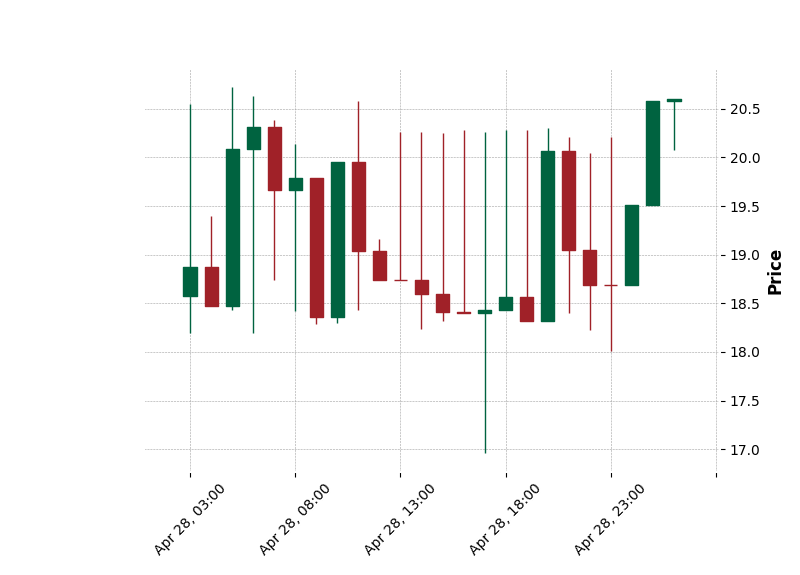 20.5
20.0
19.5
19.0
18.5
18.0
17.5
17.0
Price
Apr 28, 03:00
Apr 28, 08:00
Apr 28, 13:00
Apr 28, 18:00
Apr 28, 23:00